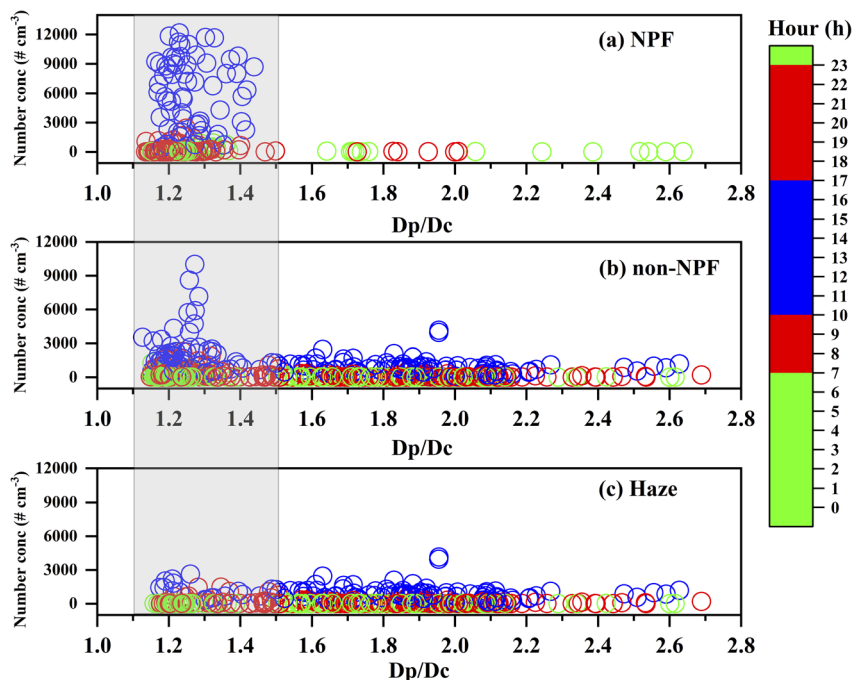 (a) NPF
Number conc (# cm⁻³)
12000
9000
6000
3000
0
1.0 1.2 1.4 1.6 1.8 2.0 2.2 2.4 2.6 2.8
Dp/Dc
(b) non-NPF
Number conc (# cm⁻³)
12000
9000
6000
3000
0
1.0 1.2 1.4 1.6 1.8 2.0 2.2 2.4 2.6 2.8
Dp/Dc
(c) Haze
Number conc (# cm⁻³)
12000
9000
6000
3000
0
1.0 1.2 1.4 1.6 1.8 2.0 2.2 2.4 2.6 2.8
Dp/Dc
Hour (h)
23
22
21
20
19
18
17
16
15
14
13
11
10
9
8
7
6
5
4
2
1
0